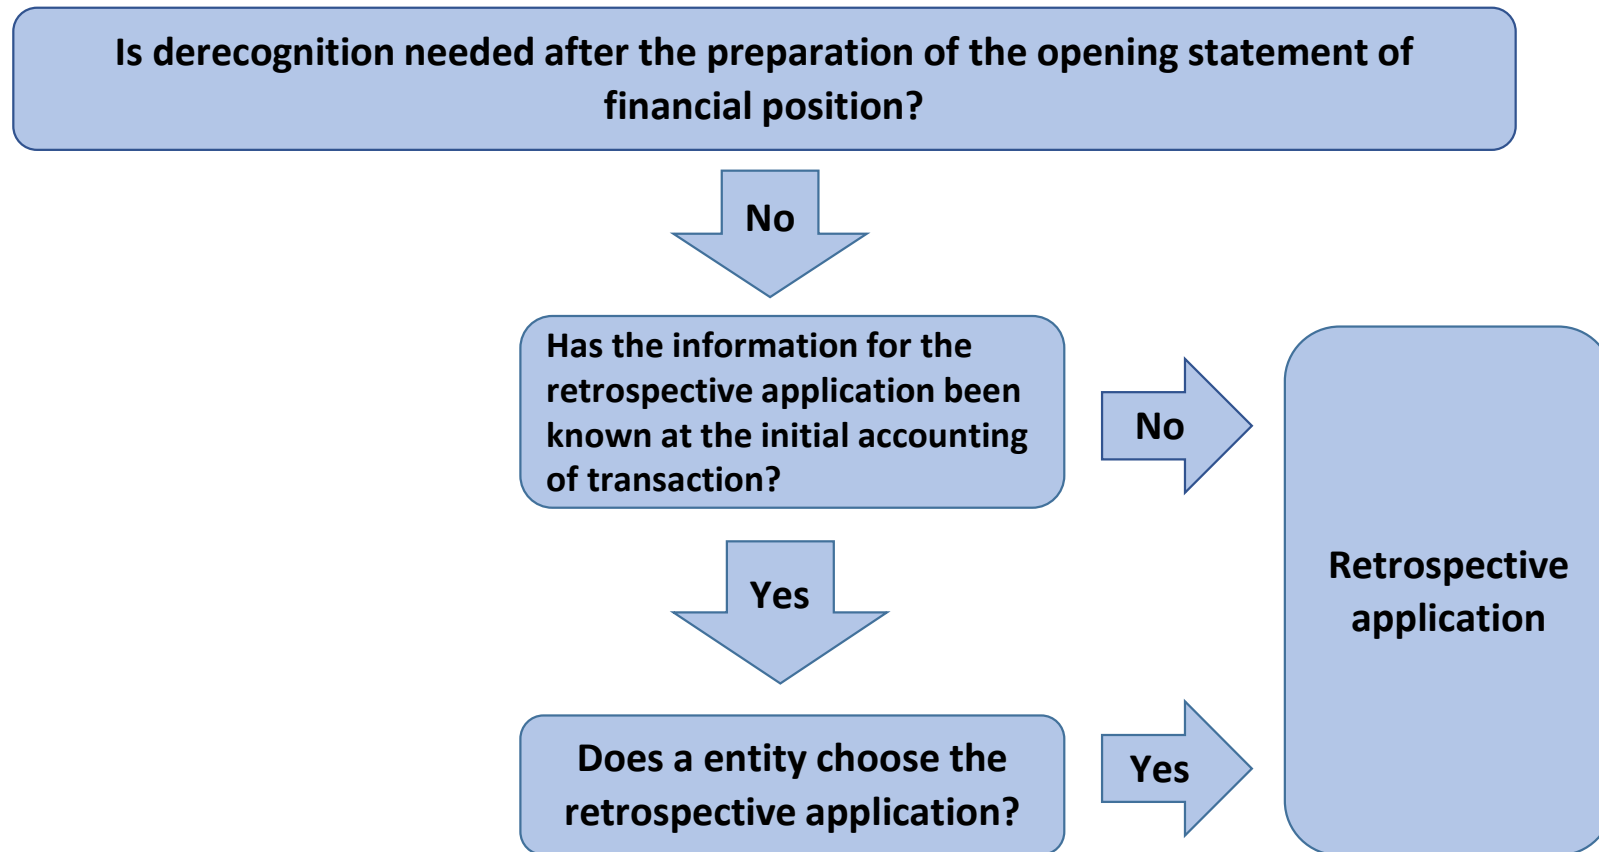 Is derecognition needed after the preparation of the opening statement of
financial position?
No
Has the information for the
retrospective application been
known at the initial accounting
of transaction?
No
Yes
Retrospective
application
Does a entity choose the
retrospective application?
Yes